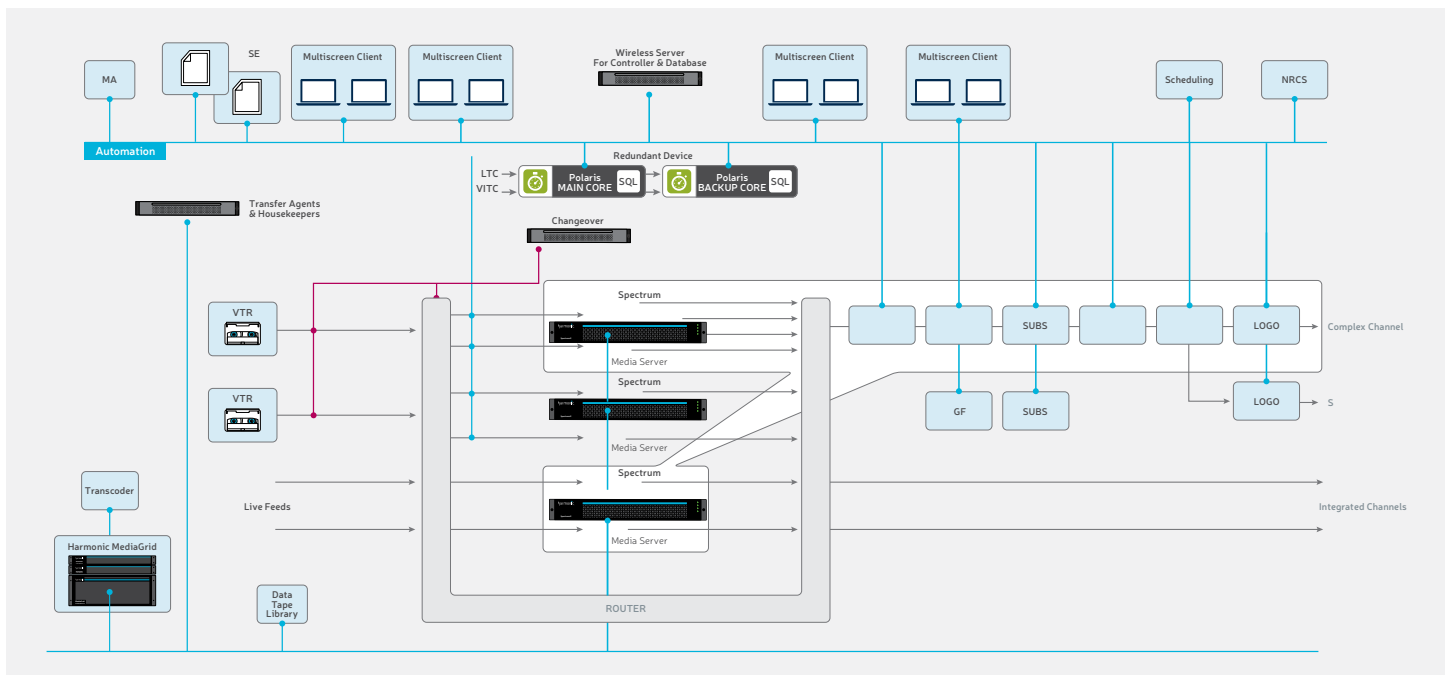 MA
SE
Multiscreen Client
Multiscreen Client
Wireless Server
For Controller & Database
Multiscreen Client
Multiscreen Client
Scheduling
NRCS
Automation
Redundant Device
LTC
VITC
Polaris
MAIN CORE
SQL
Polaris
BACKUP CORE
SQL
Transfer Agents
& Housekeepers
Changeover
VTR
Spectrum
SUBS
LOGO
Complex Channel
Media Server
VTR
Spectrum
GF
SUBS
LOGO
S
Media Server
Spectrum
Transcoder
Live Feeds
Integrated Channels
Harmonic MediaGrid
Media Server
Data
Tape
Library
ROUTER